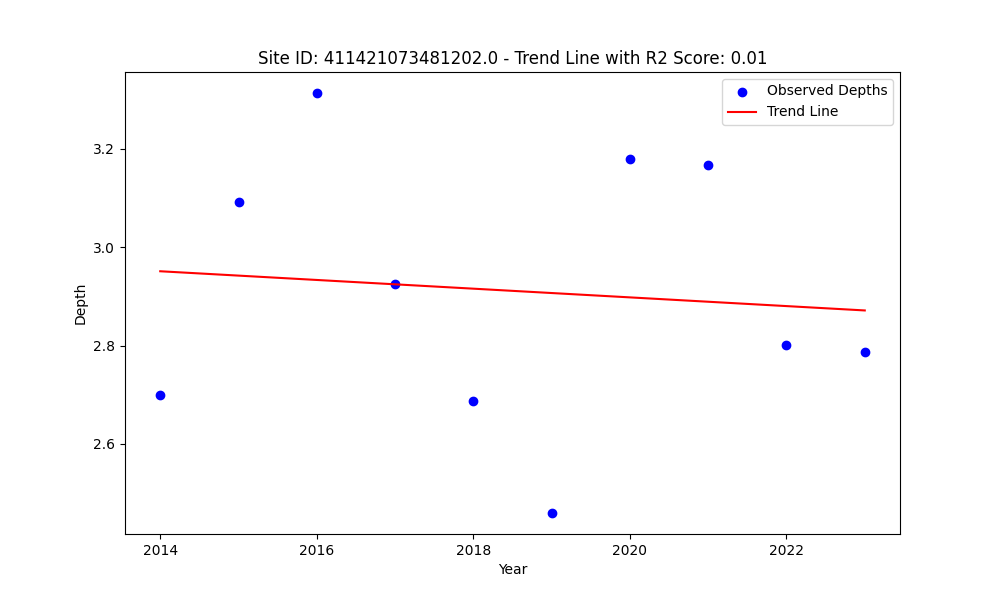 Site ID: 411421073481202.0 - Trend Line with R2 Score: 0.01
Observed Depths
Trend Line
3.2
3.0
2.8
2.6
Depth
2014
2016
2018
2020
2022
Year